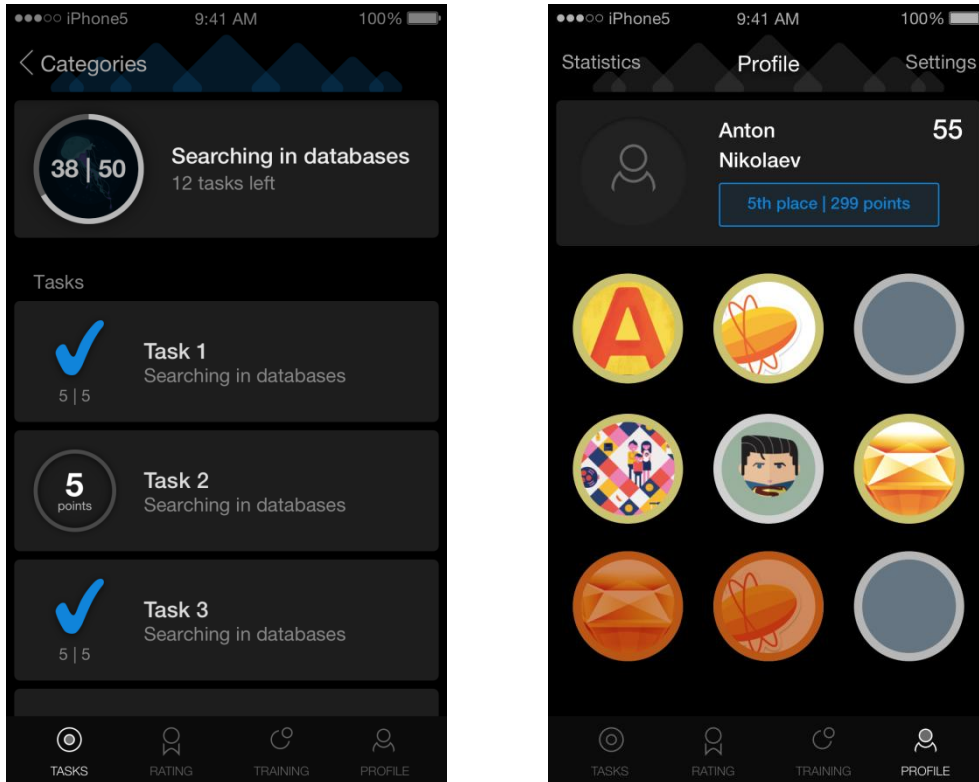 iPhone5 9:41 AM 100%
Categories
38 | 50
Searching in databases
12 tasks left
Tasks
Task 1
Searching in databases
5 | 5
5
points
Task 2
Searching in databases
Task 3
Searching in databases
5 | 5
TASKS RATING TRAINING PROFILE
iPhone5 9:41 AM 100%
Statistics Profile Settings
Anton
Nikolaev
55
5th place | 299 points
A
TASKS RATING TRAINING PROFILE